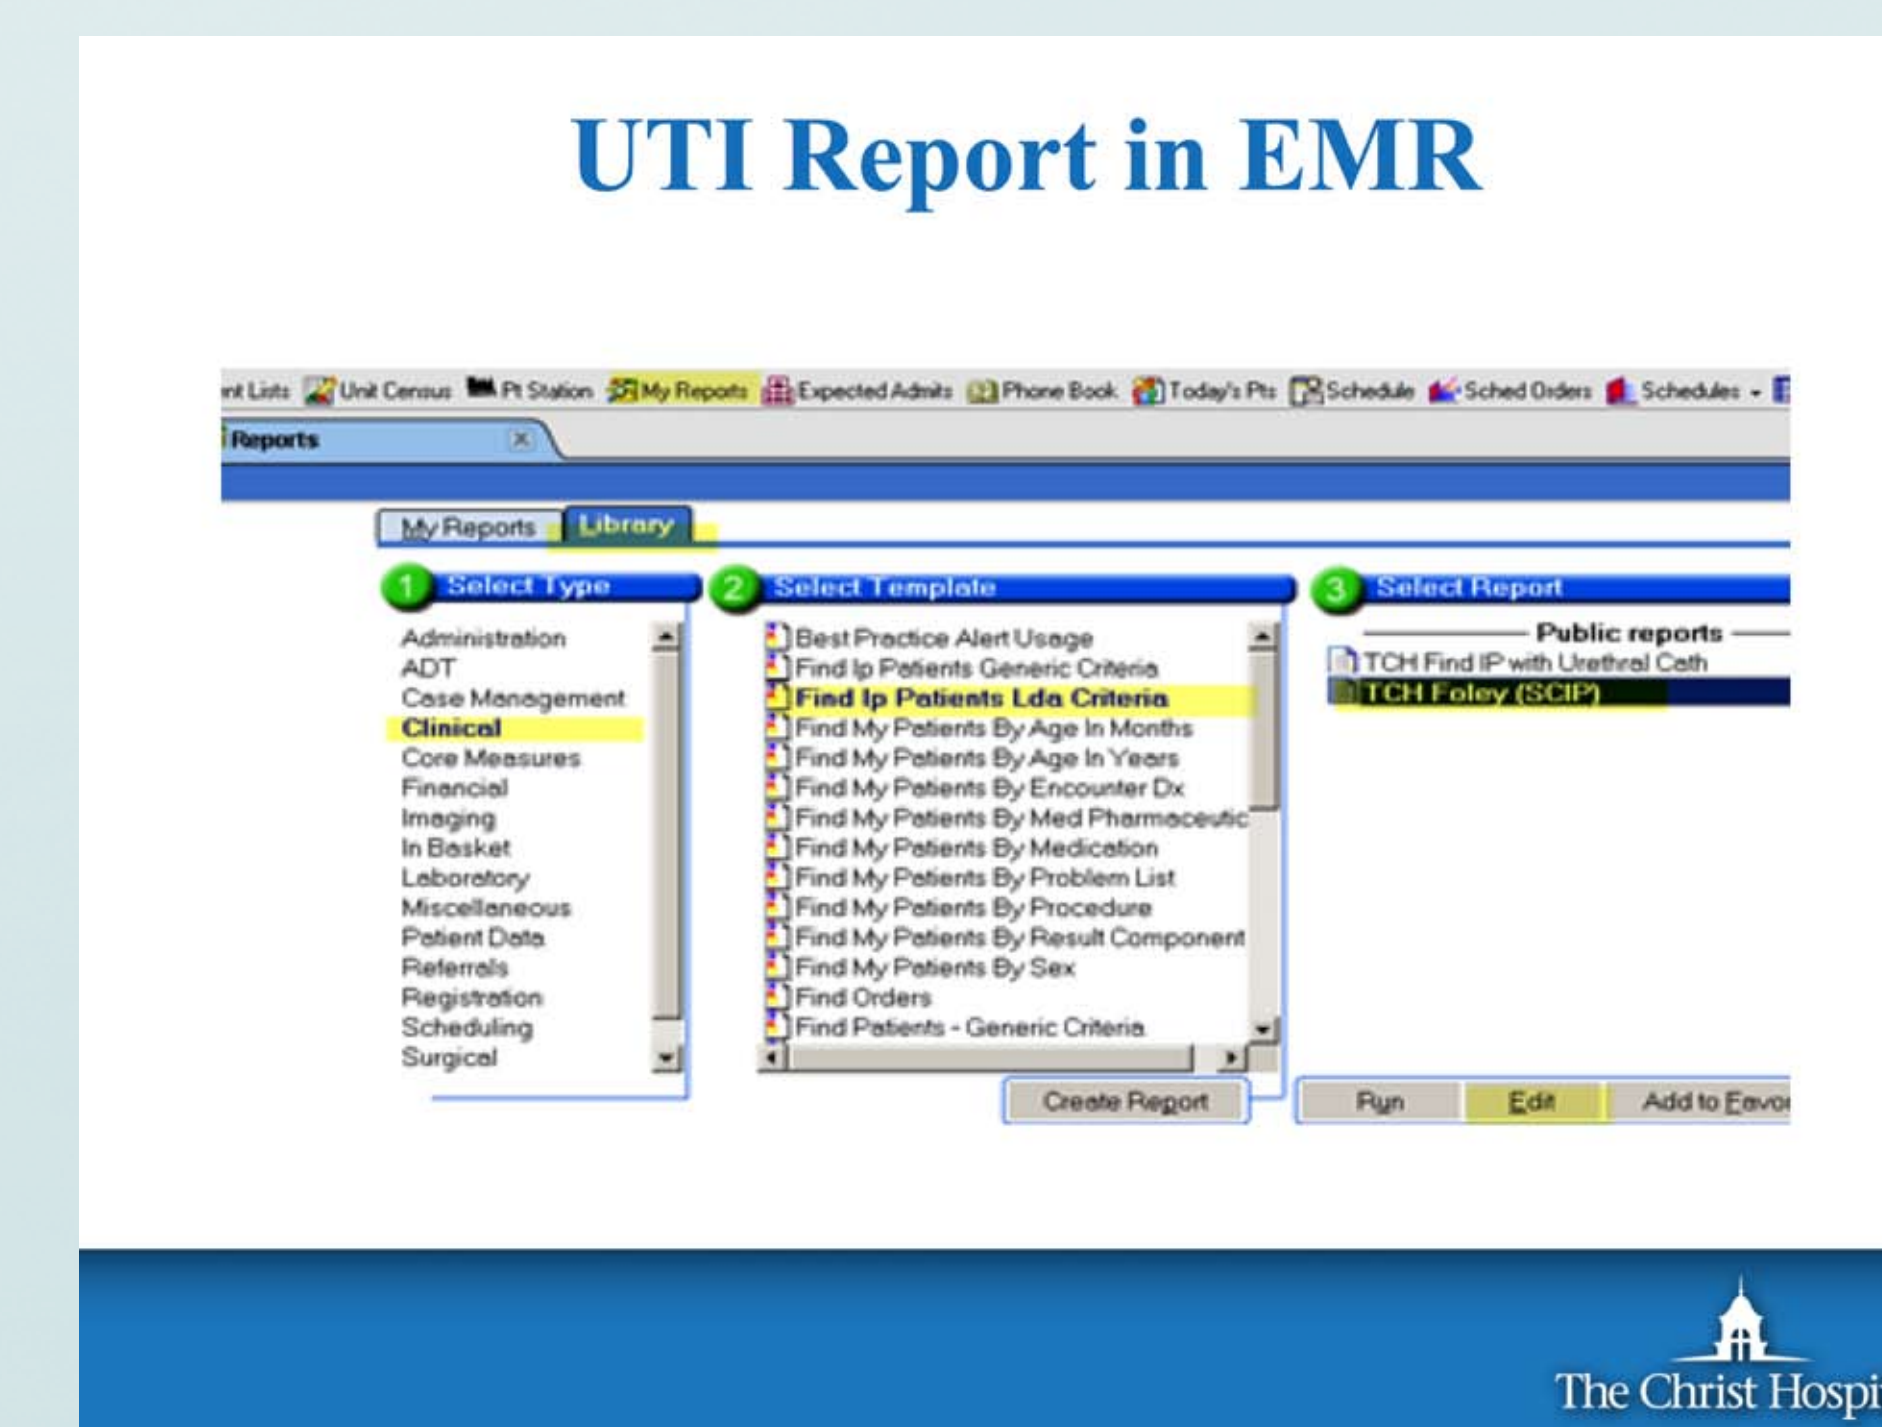 UTI Report in EMR
nt Lists Unit Census Pt Station My Reports Expected Admits Phone Book Today's Pts Schedule Sched Orders Schedules
Reports
My Reports Library
1 Select Type
Administration
ADT
Case Management
Clinical
Core Measures
Financial
Imaging
In Basket
Laboratory
Miscellaneous
Patient Data
Referrals
Registration
Scheduling
Surgical
2 Select Template
Best Practice Alert Usage
Find Ip Patients Generic Criteria
Find Ip Patients Lda Criteria
Find My Patients By Age In Months
Find My Patients By Age In Years
Find My Patients By Encounter Dx
Find My Patients By Med Pharmaceutic
Find My Patients By Medication
Find My Patients By Problem List
Find My Patients By Procedure
Find My Patients By Result Component
Find My Patients By Sex
Find Orders
Find Patients - Generic Criteria
Create Report
3 Select Report
Public reports
TCH Find IP with Urethral Cath
TCH Foley (SCIP)
Run Edit Add to Favor
The Christ Hospi